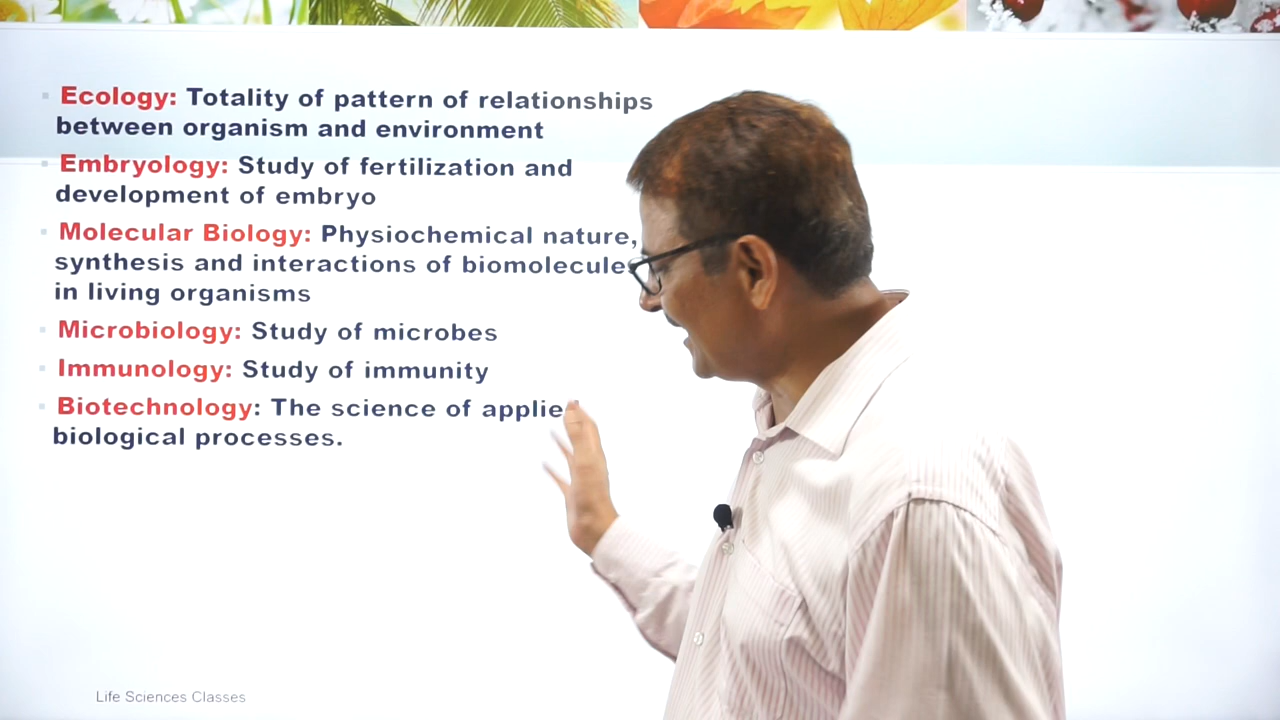 Ecology: Totality of pattern of relationships
between organism and environment
Embryology: Study of fertilization and
development of embryo
Molecular Biology: Physiochemical nature,
synthesis and interactions of biomolecules
in living organisms
Microbiology: Study of microbes
Immunology: Study of immunity
Biotechnology: The science of applied
biological processes.
Life Sciences Classes